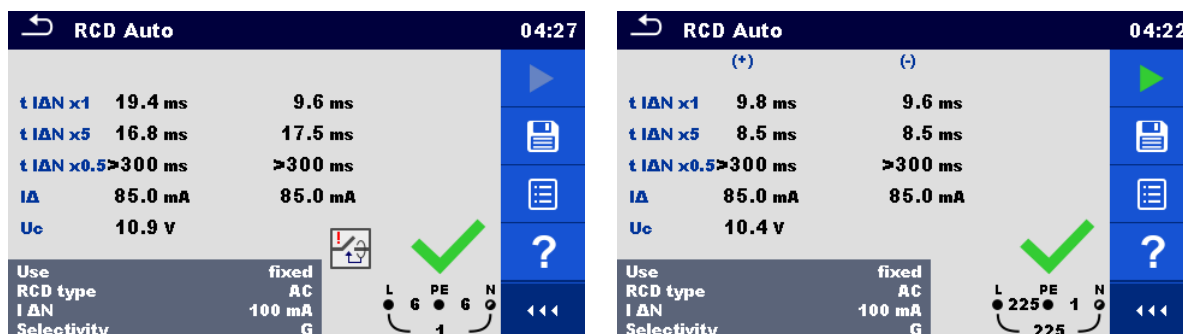 RCD Auto 04:27
t IΔN x1 19.4 ms 9.6 ms
t IΔN x5 16.8 ms 17.5 ms
t IΔN x0.5 >300 ms >300 ms
IΔ 85.0 mA 85.0 mA
Uc 10.9 V
?
Use fixed
RCD type AC
I ΔN 100 mA
Selectivity G
L PE N
6 6
1
RCD Auto 04:22
(+) (-)
t IΔN x1 9.8 ms 9.6 ms
t IΔN x5 8.5 ms 8.5 ms
t IΔN x0.5 >300 ms >300 ms
IΔ 85.0 mA 85.0 mA
Uc 10.4 V
?
Use fixed
RCD type AC
I ΔN 100 mA
Selectivity G
L PE N
225 1
225